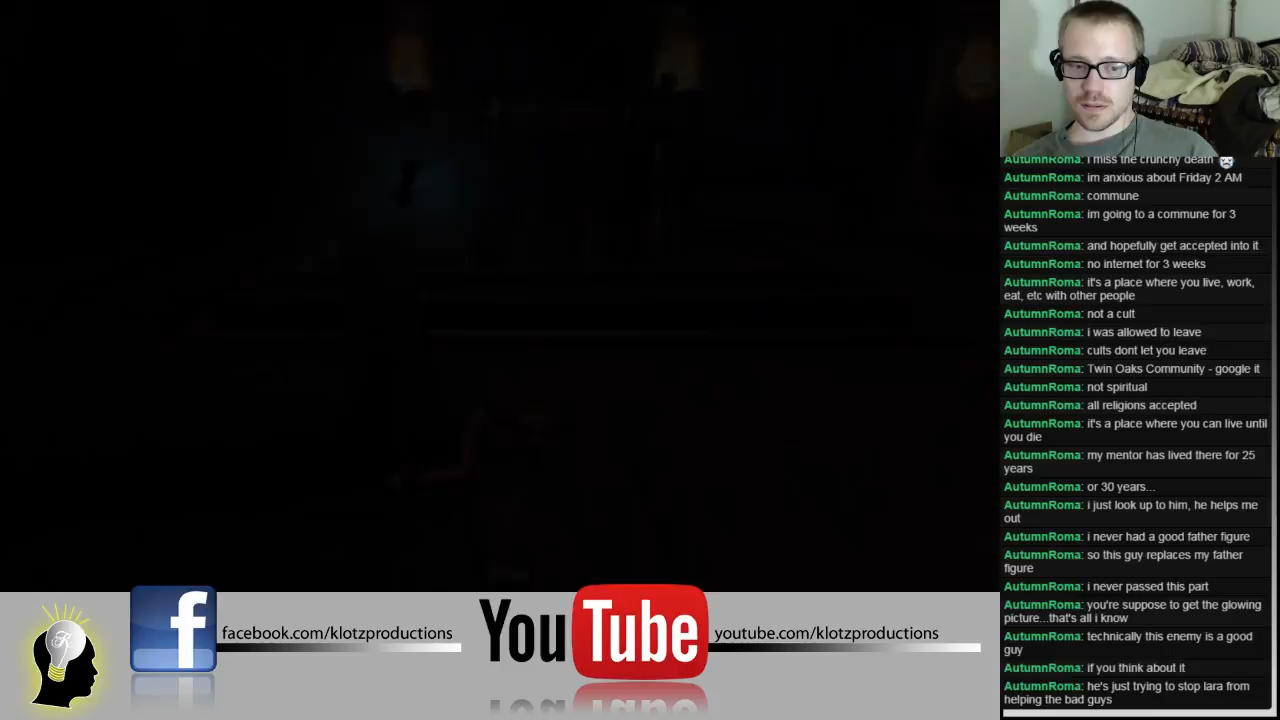 i miss the crunchy death
AutumnRoma: im anxious about Friday 2 AM
AutumnRoma: commune
AutumnRoma: im going to a commune for 3
weeks
AutumnRoma: and hopefully get accepted into it
AutumnRoma: no internet for 3 weeks
AutumnRoma: it's a place where you live, work,
eat, etc with other people
AutumnRoma: not a cult
AutumnRoma: i was allowed to leave
AutumnRoma: cults dont let you leave
AutumnRoma: Twin Oaks Community - google it
AutumnRoma: not spiritual
AutumnRoma: all religions accepted
AutumnRoma: it's a place where you can live until
you die
AutumnRoma: my mentor has lived there for 25
years
AutumnRoma: or 30 years...
AutumnRoma: i just look up to him, he helps me
out
AutumnRoma: i never had a good father figure
AutumnRoma: so this guy replaces my father
figure
AutumnRoma: i never passed this part
AutumnRoma: you're suppose to get the glowing
picture...that's all i know
AutumnRoma: technically this enemy is a good
guy
AutumnRoma: if you think about it
AutumnRoma: he's just trying to stop lara from
helping the bad guys
K
f
facebook.com/klotzproductions
YouTube
youtube.com/klotzproductions